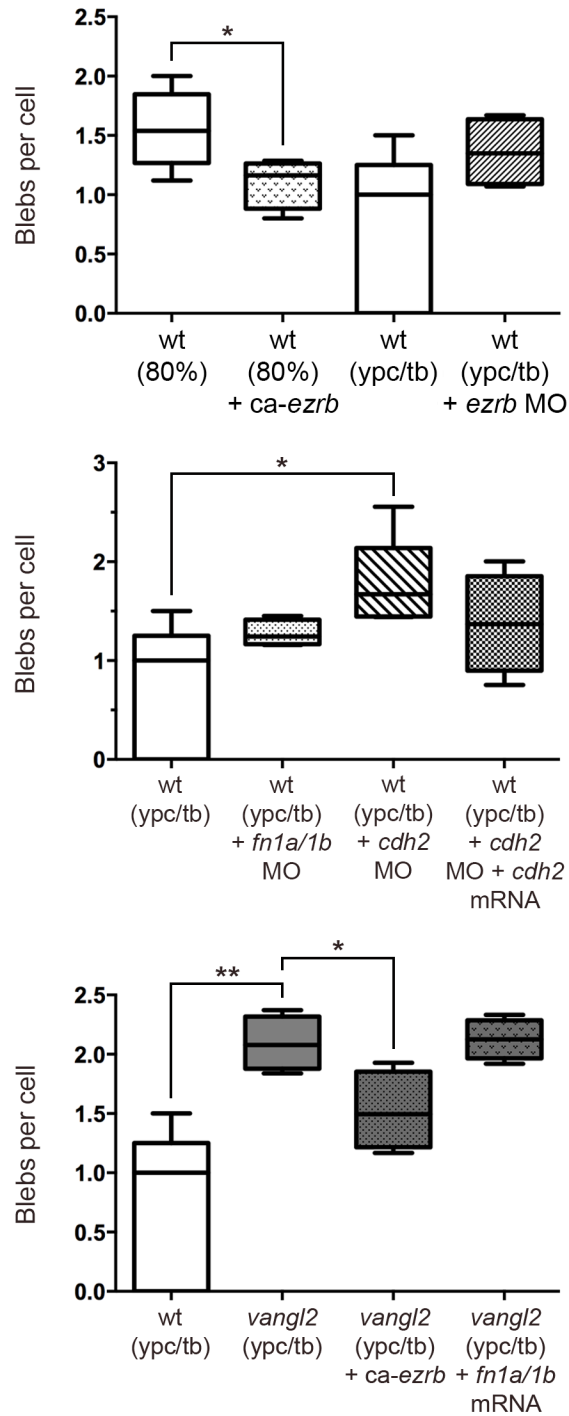 2.5
*
2.0
1.5
1.0
0.5
0.0
Blebs per cell
wt wt wt wt
(80%) (80%) (ypc/tb) (ypc/tb)
+ ca-ezrb + ezrb MO
3
*
2
1
0
Blebs per cell
wt wt wt wt
(ypc/tb) (ypc/tb) (ypc/tb) (ypc/tb)
+ fn1a/1b + cdh2 + cdh2
MO MO MO + cdh2
mRNA
*
**
2.5
2.0
1.5
1.0
0.5
0.0
Blebs per cell
wt vangl2 vangl2 vangl2
(ypc/tb) (ypc/tb) (ypc/tb) (ypc/tb)
+ ca-ezrb + fn1a/1b
mRNA